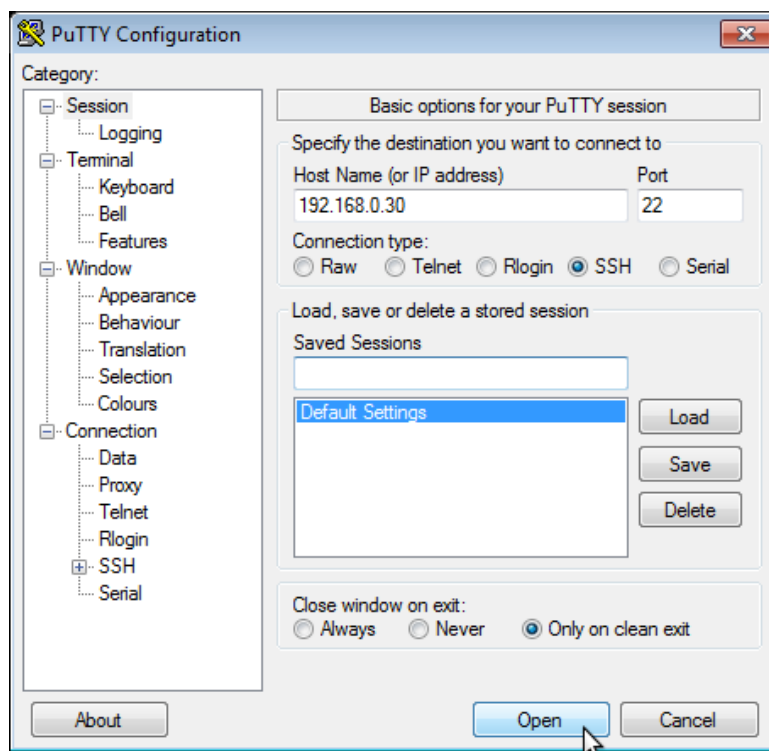 PuTTY Configuration
Category:
Session
Logging
Terminal
Keyboard
Bell
Features
Window
Appearance
Behaviour
Translation
Selection
Colours
Connection
Data
Proxy
Telnet
Rlogin
SSH
Serial
Basic options for your PuTTY session
Specify the destination you want to connect to
Host Name (or IP address) Port
192.168.0.30 22
Connection type:
Raw Telnet Rlogin SSH Serial
Load, save or delete a stored session
Saved Sessions
Default Settings
Load
Save
Delete
Close window on exit:
Always Never Only on clean exit
About Open Cancel